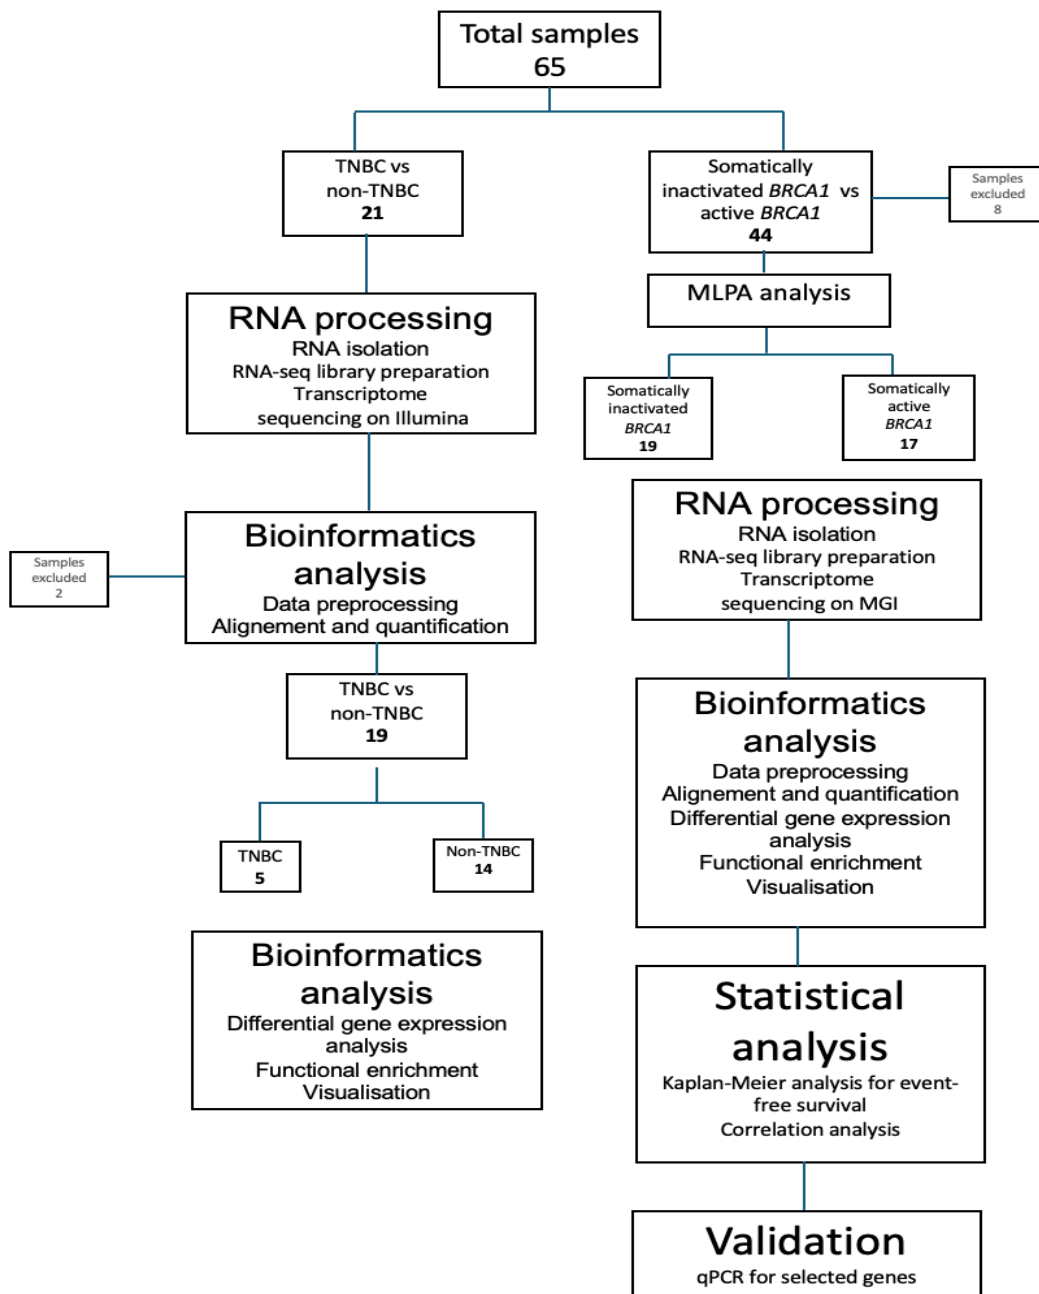 Total samples
65
TNBC vs
non-TNBC
21
Somatically
inactivated BRCA1 vs
active BRCA1
44
Samples
excluded
8
MLPA analysis
RNA processing
RNA isolation
RNA-seq library preparation
Transcriptome
sequencing on Illumina
Somatically
inactivated
BRCA1
19
Somatically
active
BRCA1
17
RNA processing
RNA isolation
RNA-seq library preparation
Transcriptome
sequencing on MGI
Samples
excluded
2
Bioinformatics
analysis
Data preprocessing
Alignement and quantification
TNBC vs
non-TNBC
19
TNBC
5
Non-TNBC
14
Bioinformatics
analysis
Data preprocessing
Alignement and quantification
Differential gene expression
analysis
Functional enrichment
Visualisation
Bioinformatics
analysis
Differential gene expression
analysis
Functional enrichment
Visualisation
Statistical
analysis
Kaplan-Meier analysis for event-
free survival
Correlation analysis
Validation
qPCR for selected genes